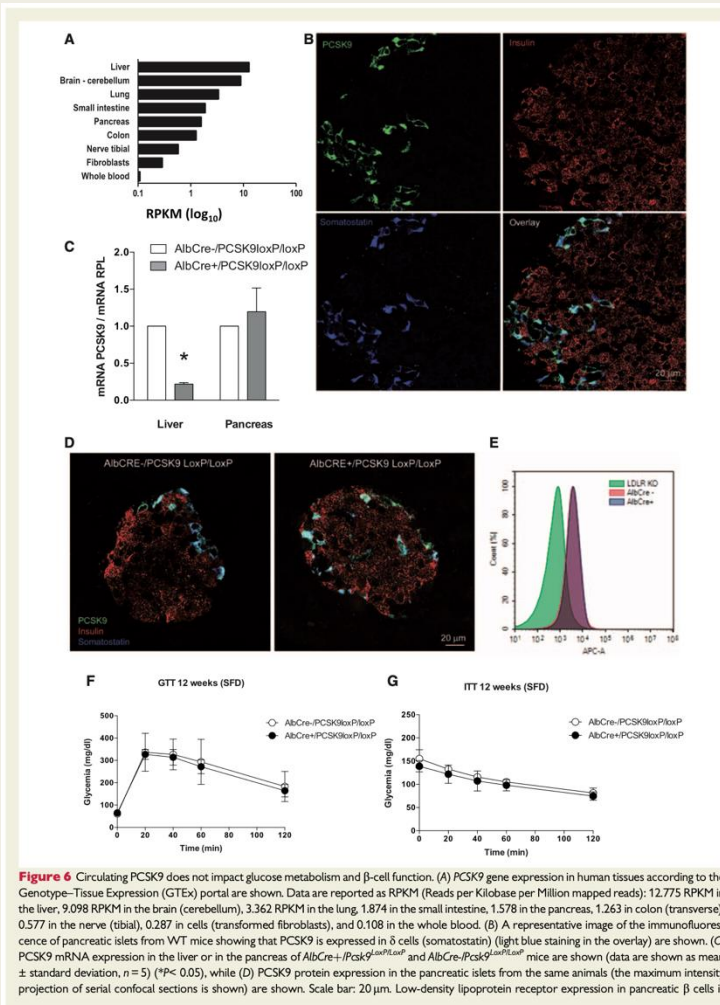 A
Liver
Brain - cerebellum
Lung
Small intestine
Pancreas
Colon
Nerve tibial
Fibroblasts
Whole blood
0.1 1 10 100
RPKM (log10)
B
PCSK9
Insulin
Somatostatin
Overlay
20 µm
C
AlbCre-/PCSK9loxP/loxP
AlbCre+/PCSK9loxP/loxP
mRNA PCSK9 / mRNA RPL
2.0
1.5
1.0
0.5
0.0
*
Liver Pancreas
D
AlbCRE-/PCSK9 LoxP/LoxP
AlbCRE+/PCSK9 LoxP/LoxP
PCSK9
Insulin
Somatostatin
20 µm
E
LDLR KO
AlbCre -
AlbCre+
Count [%]
100
80
60
40
20
0
10¹ 10² 10³ 10⁴ 10⁵ 10⁶ 10⁷ 10⁸
APC-A
F
GTT 12 weeks (SFD)
AlbCre-/PCSK9loxP/loxP
AlbCre+/PCSK9loxP/loxP
Glycemia (mg/dl)
500
400
300
200
100
0
0 20 40 60 120
Time (min)
G
ITT 12 weeks (SFD)
AlbCre-/PCSK9loxP/loxP
AlbCre+/PCSK9loxP/loxP
Glycemia (mg/dl)
250
200
150
100
50
0
0 20 40 60 120
Time (min)
Figure 6 Circulating PCSK9 does not impact glucose metabolism and β-cell function. (A) PCSK9 gene expression in human tissues according to the
Genotype–Tissue Expression (GTEx) portal are shown. Data are reported as RPKM (Reads per Kilobase per Million mapped reads): 12.775 RPKM in
the liver, 9.098 RPKM in the brain (cerebellum), 3.362 RPKM in the lung, 1.874 in the small intestine, 1.578 in the pancreas, 1.263 in colon (transverse)
0.577 in the nerve (tibial), 0.287 in cells (transformed fibroblasts), and 0.108 in the whole blood. (B) A representative image of the immunofluores-
cence of pancreatic islets from WT mice showing that PCSK9 is expressed in δ cells (somatostatin) (light blue staining in the overlay) are shown. (C)
PCSK9 mRNA expression in the liver or in the pancreas of AlbCre+/Pcsk9LoxP/LoxP and AlbCre-/Pcsk9LoxP/LoxP mice are shown (data are shown as mean
± standard deviation, n = 5) (*P< 0.05), while (D) PCSK9 protein expression in the pancreatic islets from the same animals (the maximum intensity
projection of serial confocal sections is shown) are shown. Scale bar: 20 µm. Low-density lipoprotein receptor expression in pancreatic β cells i